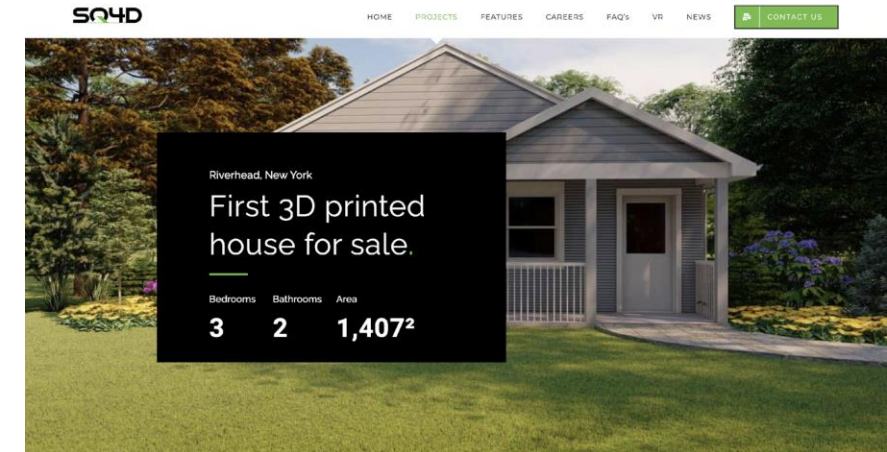 SQ4D
HOME PROJECTS FEATURES CAREERS FAQ's VR NEWS CONTACT US
Riverhead, New York
First 3D printed
house for sale.
Bedrooms Bathrooms Area
3 2 1,407²